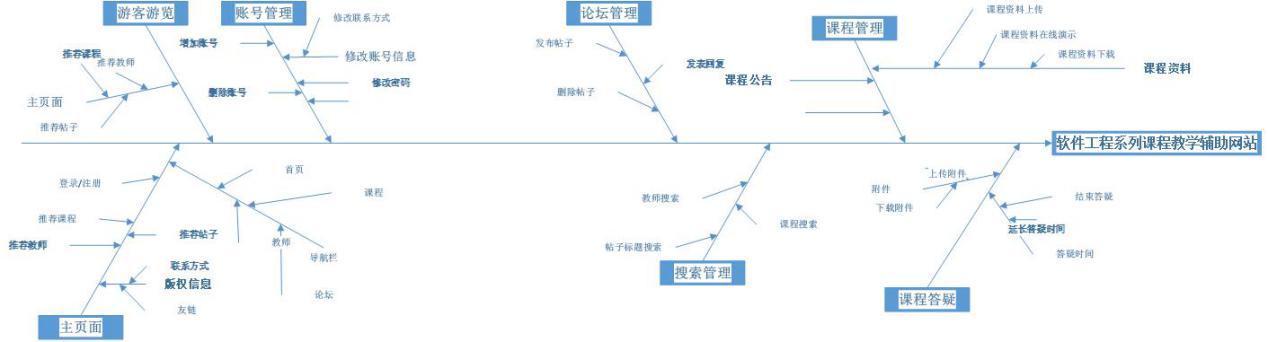 游客游览
账号管理
论坛管理
课程管理
修改联系方式
课程资料上传
增加账号
发布帖子
课程资料在线演示
推荐课程
推荐教师
修改账号信息
发表回复
课程资料下载
课程资料
修改密码
课程公告
删除账号
删除帖子
主页面
推荐帖子
软件工程系列课程教学辅助网站
登录/注册
首页
课程
上传附件
附件
下载附件
结束答疑
教师搜索
推荐课程
课程搜索
推荐帖子
延长答疑时间
推荐教师
教师
帖子标题搜索
导航栏
答疑时间
联系方式
搜索管理
版权信息
论坛
课程答疑
友链
主页面